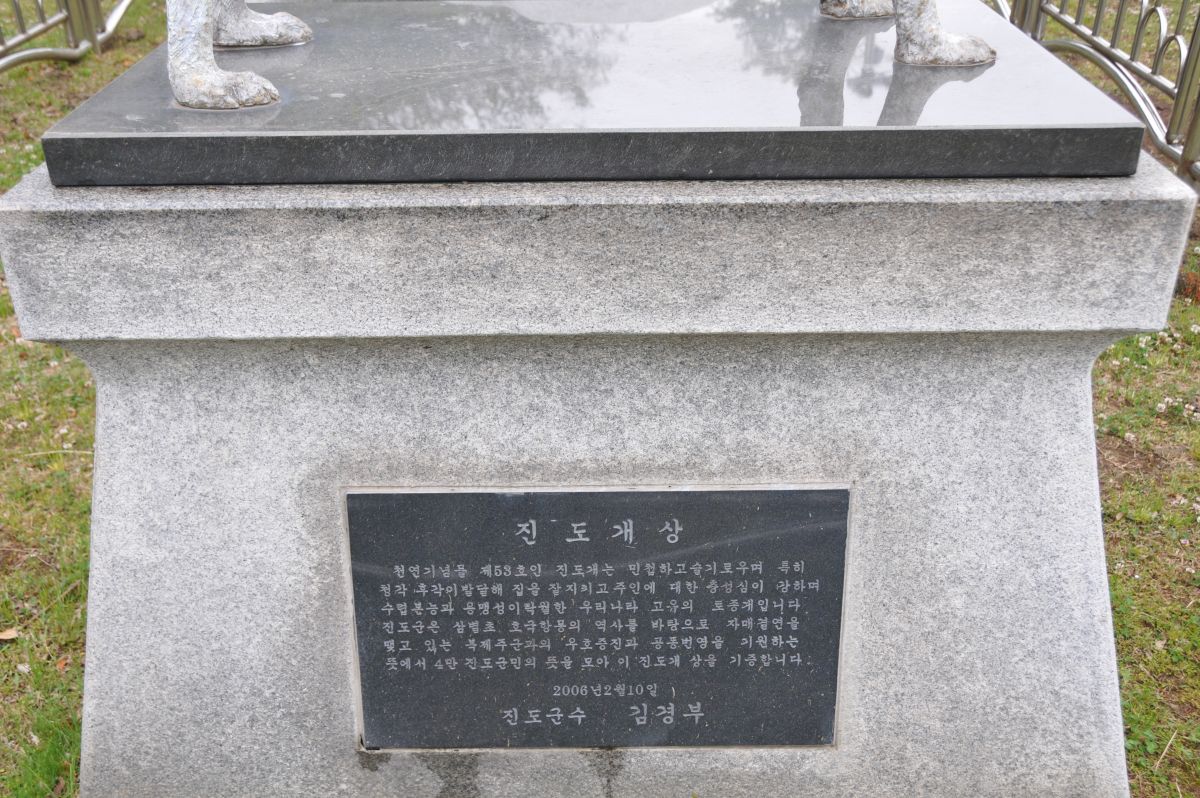 진도개상
천연기념물 제53호인 진도개는 민첩하고슬기로우며 특히
청각 후각이발달해 집을 잘지키고주인에 대한 충성심이 강하며
수렵본능과 용맹성이탁월한 우리나라 고유의 토종개입니다.
진도군은 삼별초 호국항몽의 역사를 바탕으로 자매결연을
맺고 있는 북제주군과의 우호증진과 공동번영을 기원하는
뜻에서 4만 진도군민의 뜻을 모아 이 진도개 상을 기증합니다.
2006년2월10일
진도군수 김경부